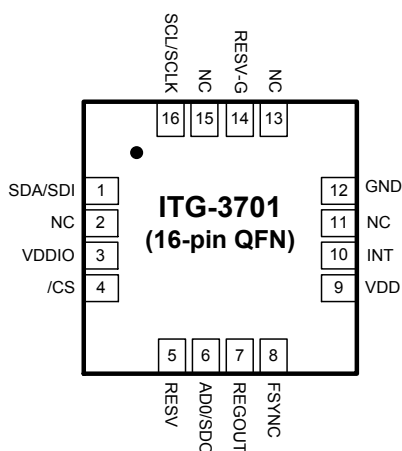 SCL/SCLK
NC
RESV-G
NC
16
15
14
13
SDA/SDI 1
NC 2
VDDIO 3
/CS 4
ITG-3701
(16-pin QFN)
12 GND
11 NC
10 INT
9 VDD
5
6
7
8
RESV
AD0/SDO
REGOUT
FSYNC